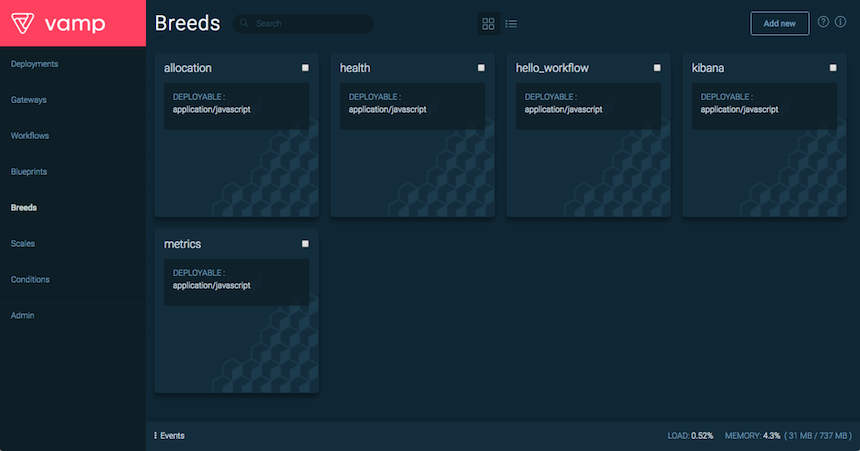 vamp
Breeds
Search
Add new
Deployments
Gateways
Workflows
Blueprints
Breeds
Scales
Conditions
Admin
allocation
DEPLOYABLE :
application/javascript
health
DEPLOYABLE :
application/javascript
hello_workflow
DEPLOYABLE :
application/javascript
kibana
DEPLOYABLE :
application/javascript
metrics
DEPLOYABLE :
application/javascript
Events
LOAD: 0.52% MEMORY: 4.3% ( 31 MB / 737 MB )